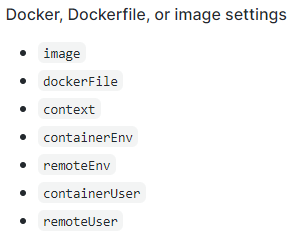 Docker, Dockerfile, or image settings
image
dockerFile
context
containerEnv
remoteEnv
containerUser
remoteUser